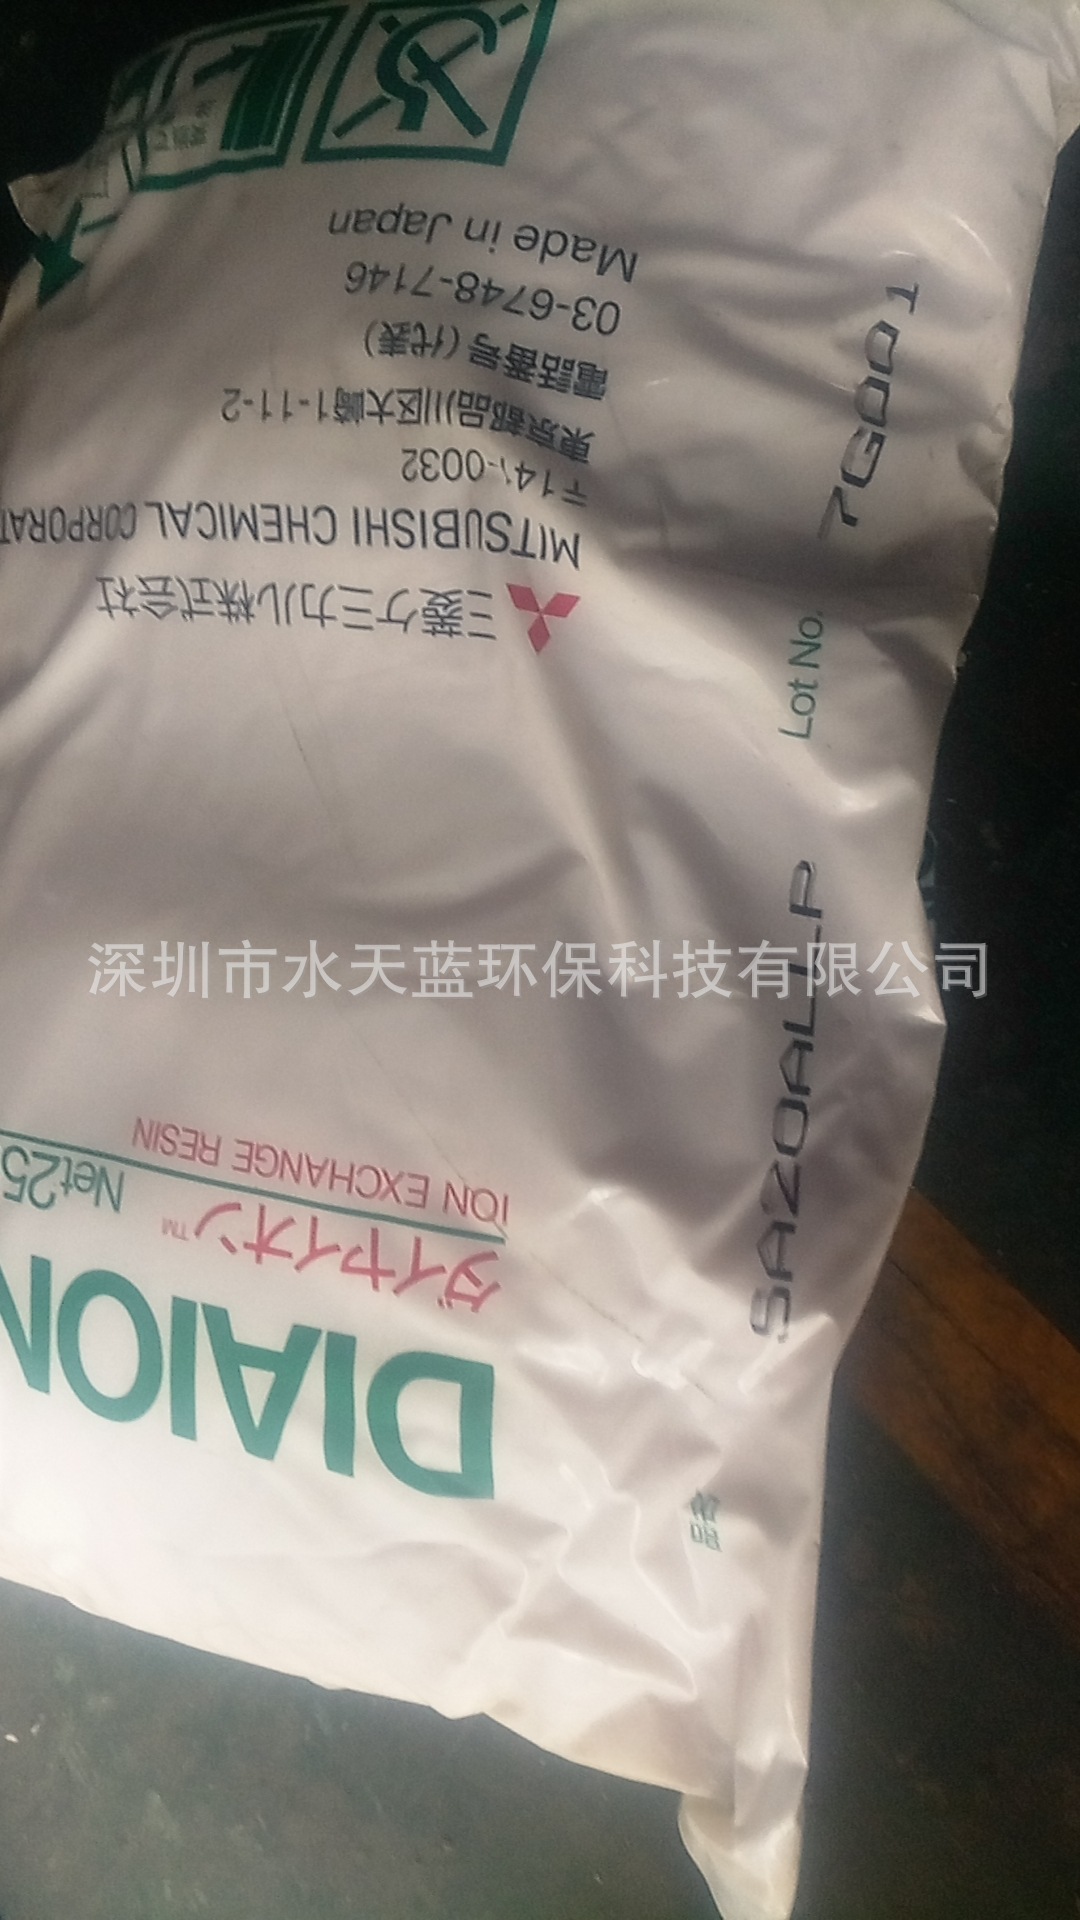 DIAION
ダイヤイオン™
Net25
ION EXCHANGE RESIN
三菱ケミカル株式会社
MITSUBISHI CHEMICAL CORPORAT
〒141-0032
東京都品川区大崎1-11-2
電話番号(代表)
03-6748-7146
Made in Japan
SA20ALLP
Lot No. 7G001
深圳市水天蓝环保科技有限公司